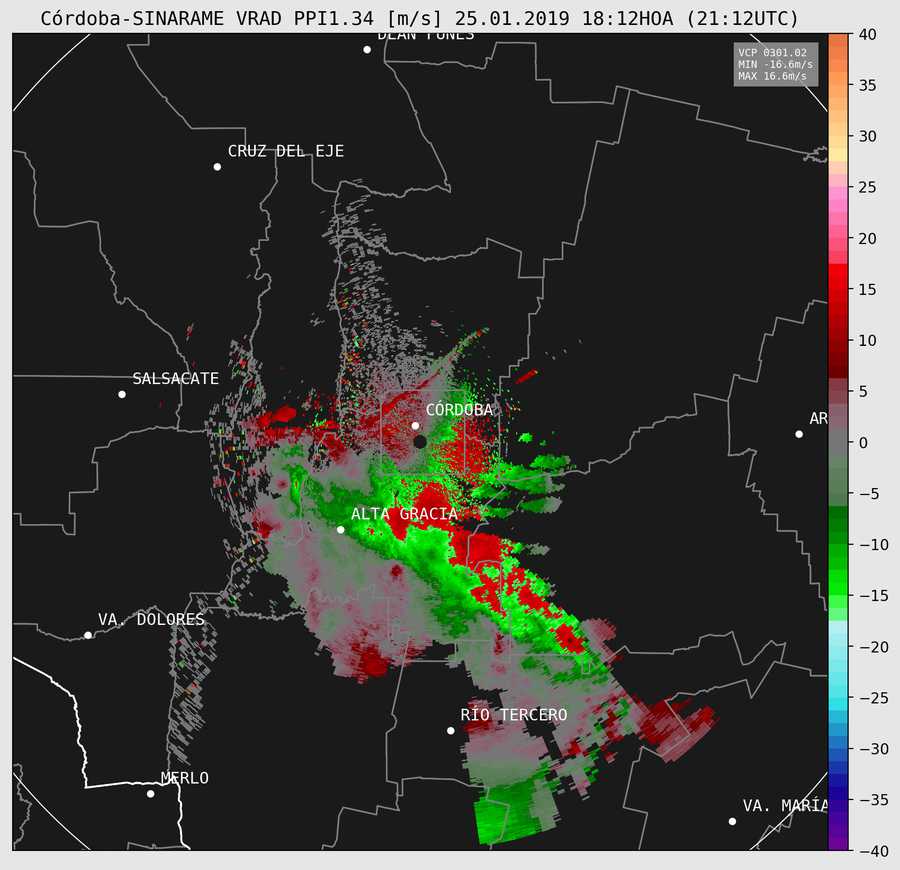 Córdoba-SINARAME VRAD PPI1.34 [m/s] 25.01.2019 18:12HOA (21:12UTC)
DEÁN FUNES
VCP 0301.02
MIN -16.6m/s
MAX 16.6m/s
CRUZ DEL EJE
SALSACATE
CÓRDOBA
AR
ALTA GRACIA
VA. DOLORES
RÍO TERCERO
MERLO
VA. MARÍA
40
35
30
25
20
15
10
5
0
−5
−10
−15
−20
−25
−30
−35
−40